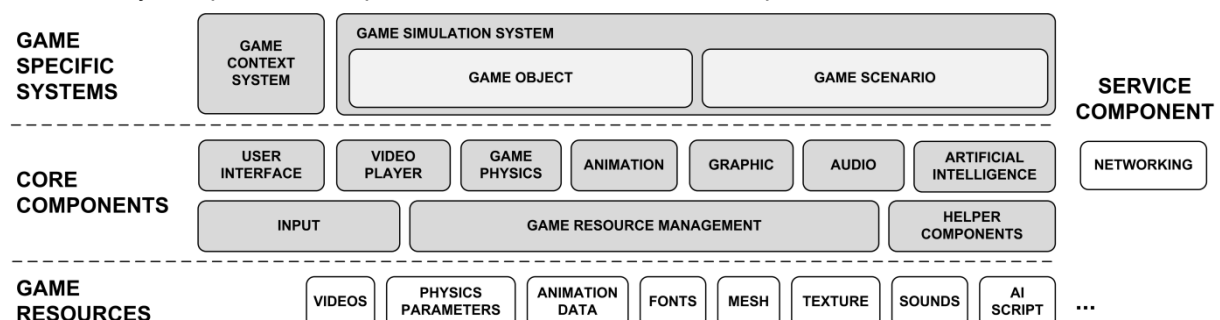 GAME
SPECIFIC
SYSTEMS
GAME
CONTEXT
SYSTEM
GAME SIMULATION SYSTEM
GAME OBJECT
GAME SCENARIO
SERVICE
COMPONENT
CORE
COMPONENTS
USER
INTERFACE
VIDEO
PLAYER
GAME
PHYSICS
ANIMATION
GRAPHIC
AUDIO
ARTIFICIAL
INTELLIGENCE
NETWORKING
INPUT
GAME RESOURCE MANAGEMENT
HELPER
COMPONENTS
GAME
RESOURCES
VIDEOS
PHYSICS
PARAMETERS
ANIMATION
DATA
FONTS
MESH
TEXTURE
SOUNDS
AI
SCRIPT
...